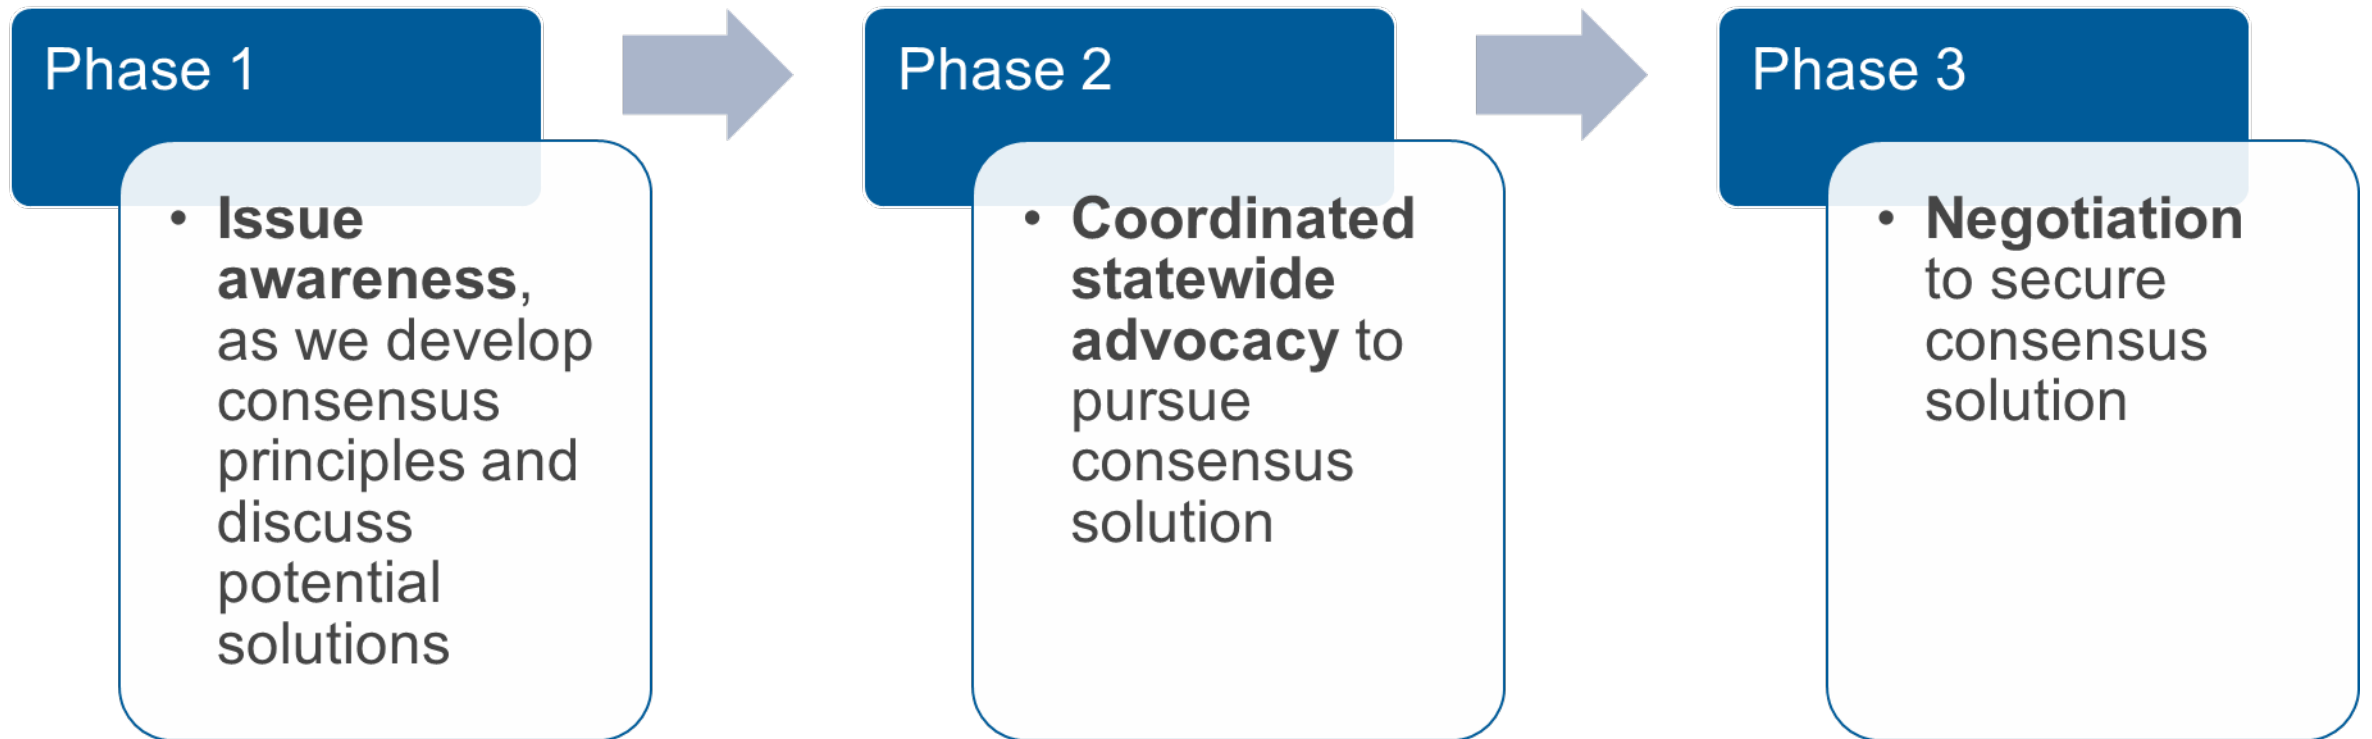 Phase 1
• Issue
awareness,
as we develop
consensus
principles and
discuss
potential
solutions
Phase 2
• Coordinated
statewide
advocacy to
pursue
consensus
solution
Phase 3
• Negotiation
to secure
consensus
solution